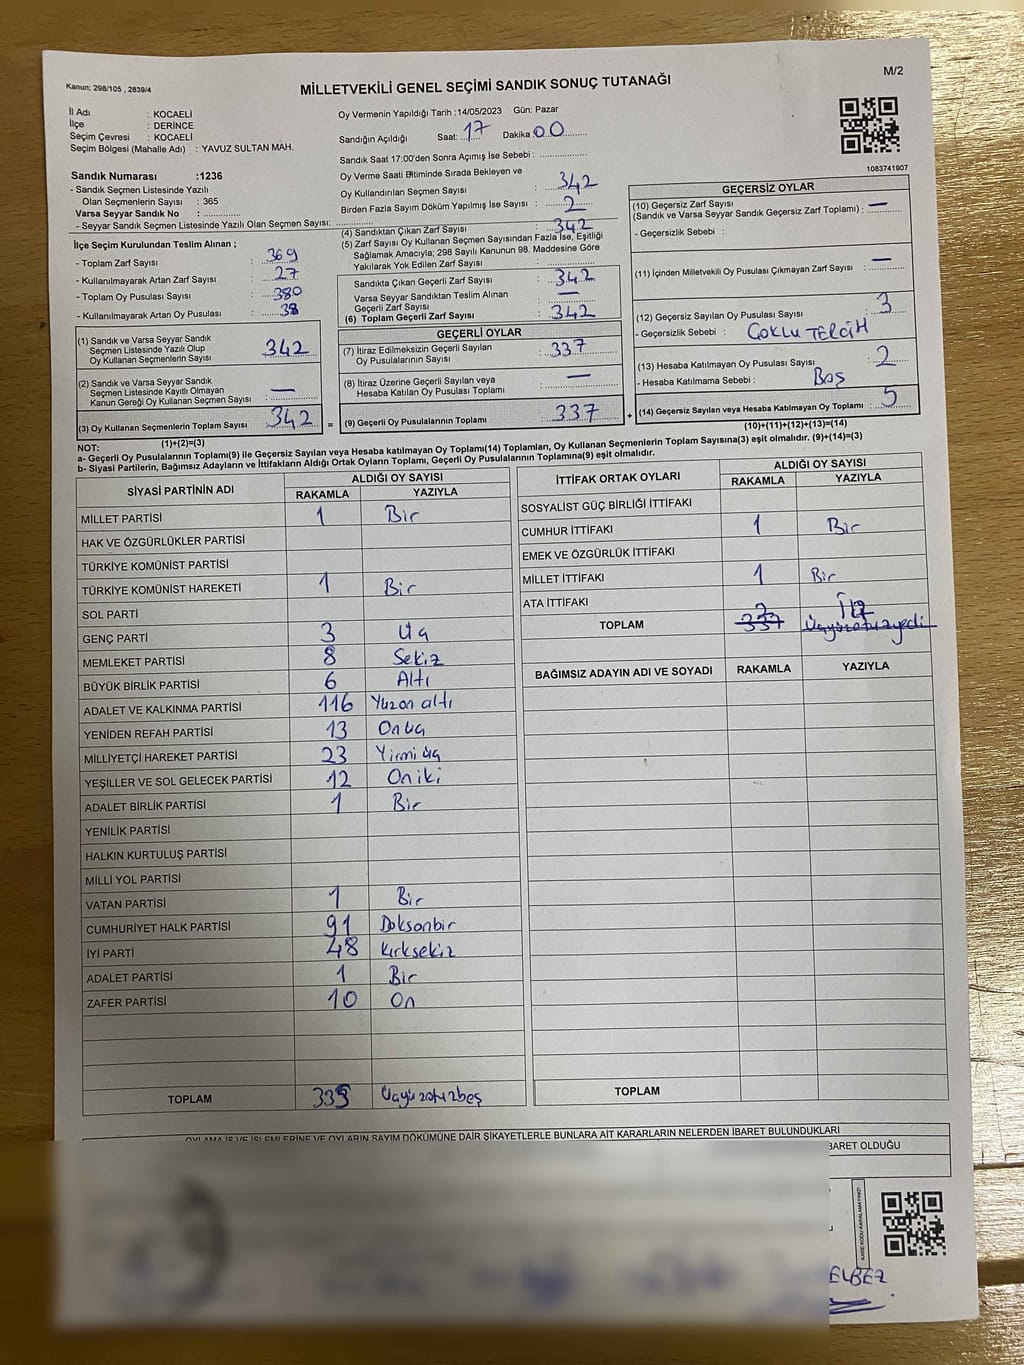 Kanun: 298/105 , 2839/4
MİLLETVEKİLİ GENEL SEÇİMİ SANDIK SONUÇ TUTANAĞI
M/2
İl Adı : KOCAELİ
İlçe : DERİNCE
Seçim Çevresi : KOCAELİ
Seçim Bölgesi (Mahalle Adı) : YAVUZ SULTAN MAH.
Oy Vermenin Yapıldığı Tarih :14/05/2023 Gün: Pazar
Sandığın Açıldığı Saat: 17 Dakika 00
Sandık Saat 17:00'den Sonra Açımış İse Sebebi :
1083741907
Sandık Numarası :1236
- Sandık Seçmen Listesinde Yazılı
Olan Seçmenlerin Sayısı : 365
Varsa Seyyar Sandık No :
- Seyyar Sandık Seçmen Listesinde Yazılı Olan Seçmen Sayısı:
Oy Verme Saati Bitiminde Sırada Bekleyen ve
Oy Kullandırılan Seçmen Sayısı : 342
Birden Fazla Sayım Döküm Yapılmış İse Sayısı : 2
İlçe Seçim Kurulundan Teslim Alınan ;
- Toplam Zarf Sayısı : 369
- Kullanılmayarak Artan Zarf Sayısı : 27
- Toplam Oy Pusulası Sayısı : 380
- Kullanılmayarak Artan Oy Pusulası : 38
(4) Sandıktan Çıkan Zarf Sayısı : 342
(5) Zarf Sayısı Oy Kullanan Seçmen Sayısından Fazla İse, Eşitliği
Sağlamak Amacıyla; 298 Sayılı Kanunun 98. Maddesine Göre
Yakılarak Yok Edilen Zarf Sayısı :
Sandıkta Çıkan Geçerli Zarf Sayısı : 342
Varsa Seyyar Sandıktan Teslim Alınan
Geçerli Zarf Sayısı : —
(6) Toplam Geçerli Zarf Sayısı : 342
GEÇERSİZ OYLAR
(10) Geçersiz Zarf Sayısı
(Sandık ve Varsa Seyyar Sandık Geçersiz Zarf Toplamı) : —
- Geçersizlik Sebebi :
(11) İçinden Milletvekili Oy Pusulası Çıkmayan Zarf Sayısı : —
(12) Geçersiz Sayılan Oy Pusulası Sayısı : 3
- Geçersizlik Sebebi : ÇOKLU TERCİH
(13) Hesaba Katılmayan Oy Pusulası Sayısı : 2
- Hesaba Katılmama Sebebi : Boş
(14) Geçersiz Sayılan veya Hesaba Katılmayan Oy Toplamı : 5
(10)+(11)+(12)+(13)=(14)
(1) Sandık ve Varsa Seyyar Sandık
Seçmen Listesinde Yazılı Olup
Oy Kullanan Seçmenlerin Sayısı : 342
(2) Sandık ve Varsa Seyyar Sandık
Seçmen Listesinde Kayıtlı Olmayan
Kanun Gereği Oy Kullanan Seçmen Sayısı : —
(3) Oy Kullanan Seçmenlerin Toplam Sayısı : 342 =
(1)+(2)=(3)
GEÇERLİ OYLAR
(7) İtiraz Edilmeksizin Geçerli Sayılan
Oy Pusulalarının Sayısı : 337
(8) İtiraz Üzerine Geçerli Sayılan veya
Hesaba Katılan Oy Pusulası Toplamı : —
(9) Geçerli Oy Pusulalarının Toplamı : 337 +
NOT:
a- Geçerli Oy Pusulalarının Toplamı(9) ile Geçersiz Sayılan veya Hesaba katılmayan Oy Toplamı(14) Toplamları, Oy Kullanan Seçmenlerin Toplam Sayısına(3) eşit olmalıdır. (9)+(14)=(3)
b- Siyasi Partilerin, Bağımsız Adayların ve İttifakların Aldığı Ortak Oyların Toplamı, Geçerli Oy Pusulalarının Toplamına(9) eşit olmalıdır.
SİYASİ PARTİNİN ADI ALDIĞI OY SAYISI
RAKAMLA YAZIYLA
MİLLET PARTİSİ 1 Bir
HAK VE ÖZGÜRLÜKLER PARTİSİ
TÜRKİYE KOMÜNİST PARTİSİ
TÜRKİYE KOMÜNİST HAREKETİ 1 Bir
SOL PARTİ
GENÇ PARTİ 3 Üç
MEMLEKET PARTİSİ 8 Sekiz
BÜYÜK BİRLİK PARTİSİ 6 Altı
ADALET VE KALKINMA PARTİSİ 116 Yüzon altı
YENİDEN REFAH PARTİSİ 13 Onüç
MİLLİYETÇİ HAREKET PARTİSİ 23 Yirmi üç
YEŞİLLER VE SOL GELECEK PARTİSİ 12 Oniki
ADALET BİRLİK PARTİSİ 1 Bir
YENİLİK PARTİSİ
HALKIN KURTULUŞ PARTİSİ
MİLLİ YOL PARTİSİ
VATAN PARTİSİ 1 Bir
CUMHURİYET HALK PARTİSİ 91 Doksanbir
İYİ PARTİ 48 Kırksekiz
ADALET PARTİSİ 1 Bir
ZAFER PARTİSİ 10 On
TOPLAM 335 Üçyüzotuzbeş
İTTİFAK ORTAK OYLARI ALDIĞI OY SAYISI
RAKAMLA YAZIYLA
SOSYALİST GÜÇ BİRLİĞİ İTTİFAKI
CUMHUR İTTİFAKI 1 Bir
EMEK VE ÖZGÜRLÜK İTTİFAKI
MİLLET İTTİFAKI 1 Bir
ATA İTTİFAKI
2 İki
TOPLAM 337 Üçyüzotuzyedi
BAĞIMSIZ ADAYIN ADI VE SOYADI RAKAMLA YAZIYLA
TOPLAM
OYLAMA İŞ VE İŞLEMLERİNE VE OYLARIN SAYIM DÖKÜMÜNE DAİR ŞİKAYETLERLE BUNLARA AİT KARARLARIN NELERDEN İBARET BULUNDUKLARI
BARET OLDUĞU
KARE KODU KARALAMAYINIZ!
ELBEZ